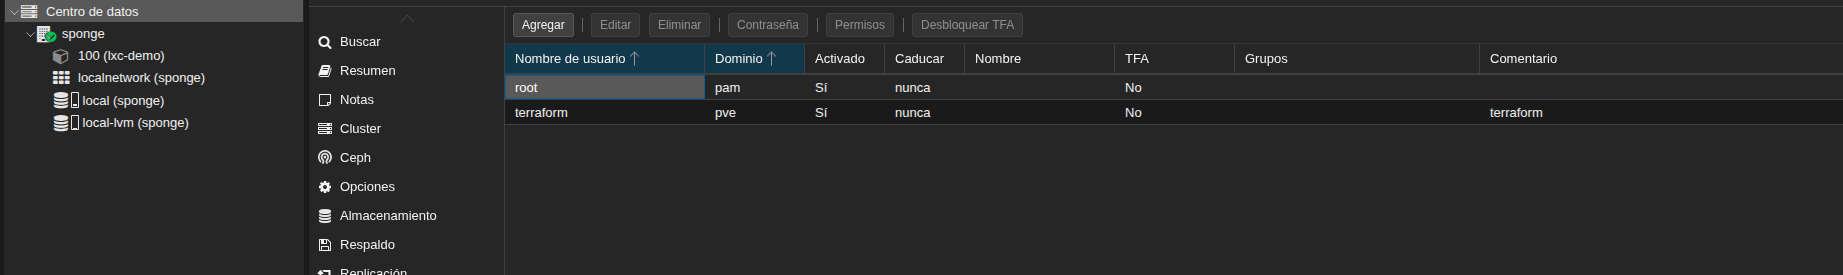 Centro de datos
sponge
100 (lxc-demo)
localnetwork (sponge)
local (sponge)
local-lvm (sponge)
Buscar
Resumen
Notas
Cluster
Ceph
Opciones
Almacenamiento
Respaldo
Replicación
Agregar Editar Eliminar Contraseña Permisos Desbloquear TFA
Nombre de usuario Dominio Activado Caducar Nombre TFA Grupos Comentario
root pam Sí nunca No
terraform pve Sí nunca No terraform